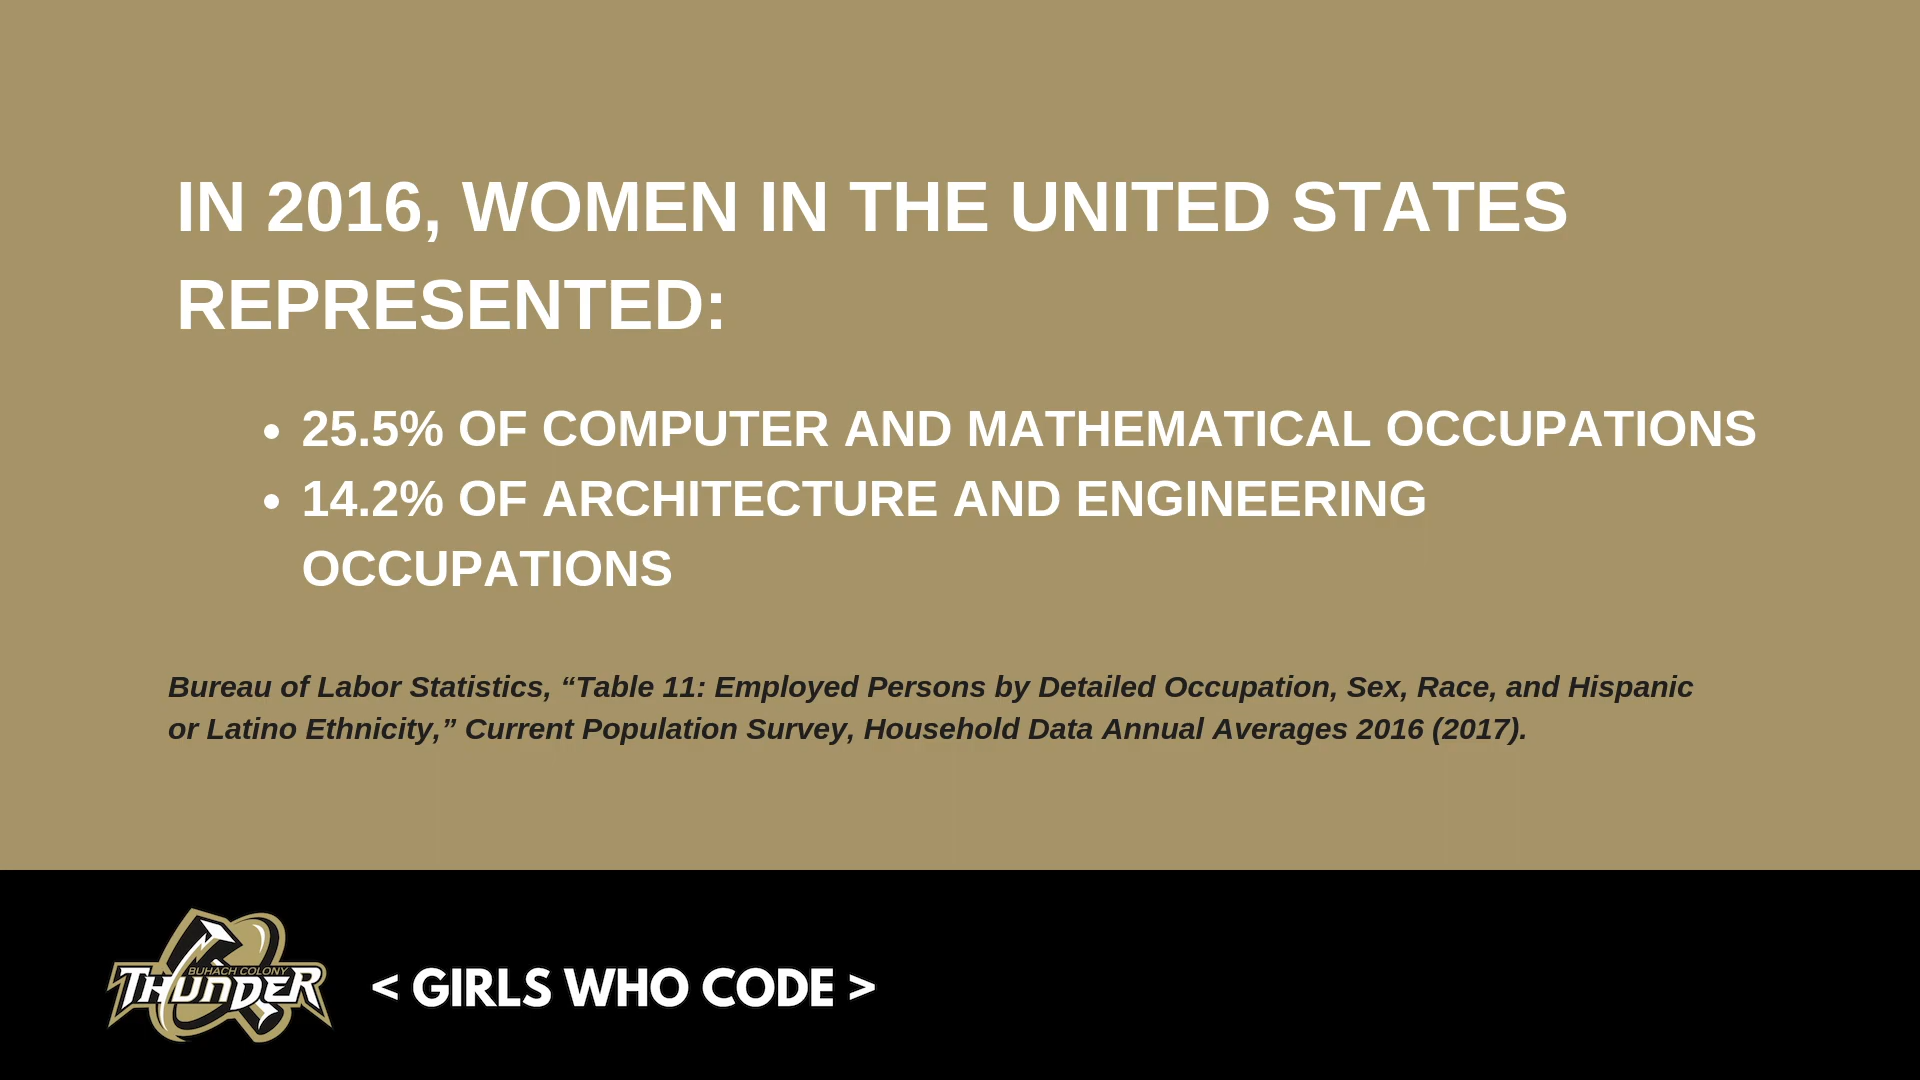 IN 2016, WOMEN IN THE UNITED STATES
REPRESENTED:
• 25.5% OF COMPUTER AND MATHEMATICAL OCCUPATIONS
• 14.2% OF ARCHITECTURE AND ENGINEERING
OCCUPATIONS
Bureau of Labor Statistics, “Table 11: Employed Persons by Detailed Occupation, Sex, Race, and Hispanic
or Latino Ethnicity,” Current Population Survey, Household Data Annual Averages 2016 (2017).
BUHACH COLONY
THUNDER
< GIRLS WHO CODE >